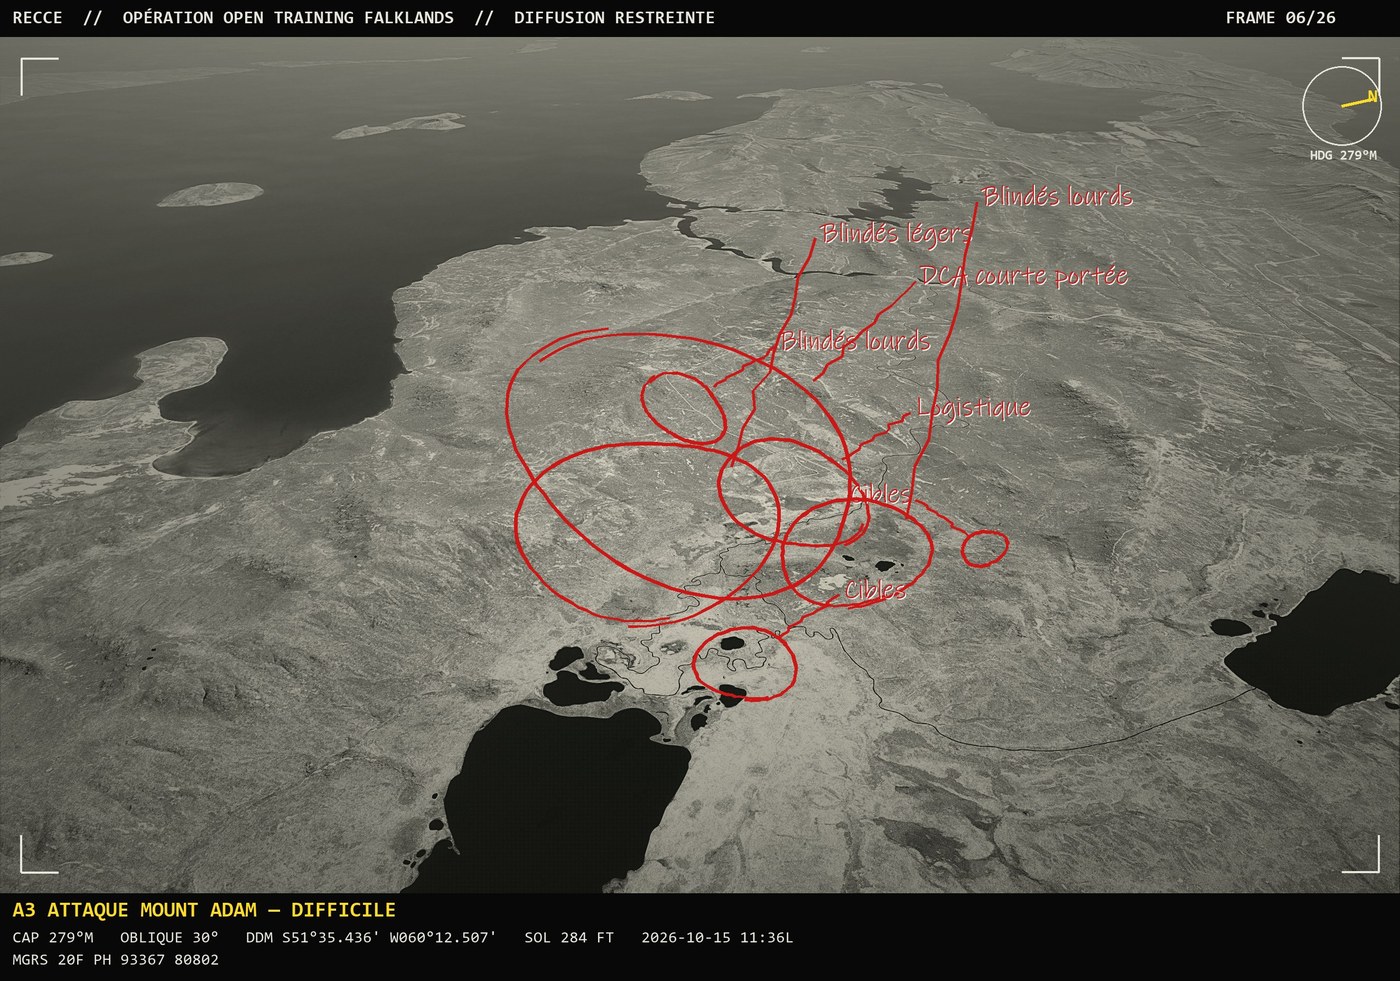 RECCE // OPÉRATION OPEN TRAINING FALKLANDS // DIFFUSION RESTREINTE
FRAME 06/26
N
HDG 279°M
Blindés lourds
Blindés légers
DCA courte portée
Blindés lourds
Logistique
Cibles
Cibles
A3 ATTAQUE MOUNT ADAM — DIFFICILE
CAP 279°M OBLIQUE 30° DDM S51°35.436' W060°12.507' SOL 284 FT 2026-10-15 11:36L
MGRS 20F PH 93367 80802